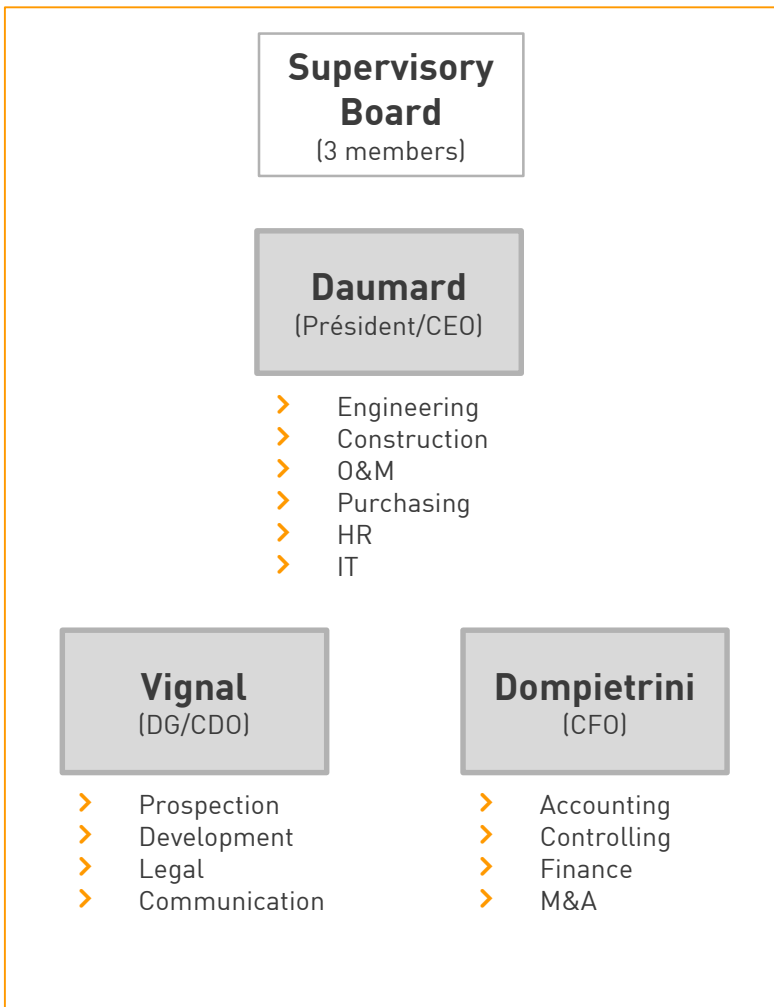 Supervisory
Board
(3 members)
Daumard
(Président/CEO)
Engineering
Construction
O&M
Purchasing
HR
IT
Vignal
(DG/CDO)
Prospection
Development
Legal
Communication
Dompietrini
(CFO)
Accounting
Controlling
Finance
M&A